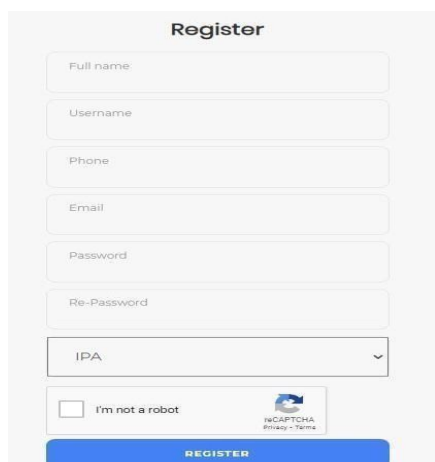 Register
Full name
Username
Phone
Email
Password
Re-Password
IPA
I'm not a robot
reCAPTCHA
Privacy - Terms
REGISTER